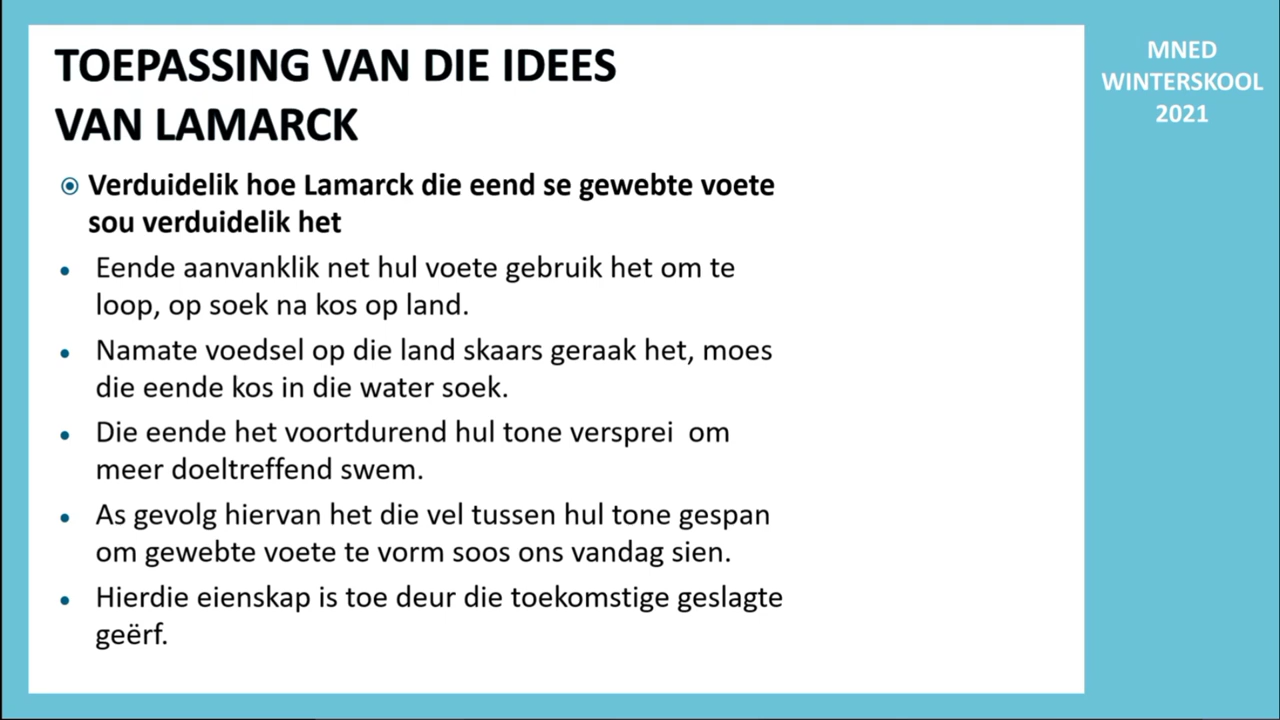 TOEPASSING VAN DIE IDEES
VAN LAMARCK
MNED
WINTERSKOOL
2021
Verduidelik hoe Lamarck die eend se gewebte voete
sou verduidelik het
Eende aanvanklik net hul voete gebruik het om te
loop, op soek na kos op land.
Namate voedsel op die land skaars geraak het, moes
die eende kos in die water soek.
Die eende het voortdurend hul tone versprei  om
meer doeltreffend swem.
As gevolg hiervan het die vel tussen hul tone gespan
om gewebte voete te vorm soos ons vandag sien.
Hierdie eienskap is toe deur die toekomstige geslagte
geërf.